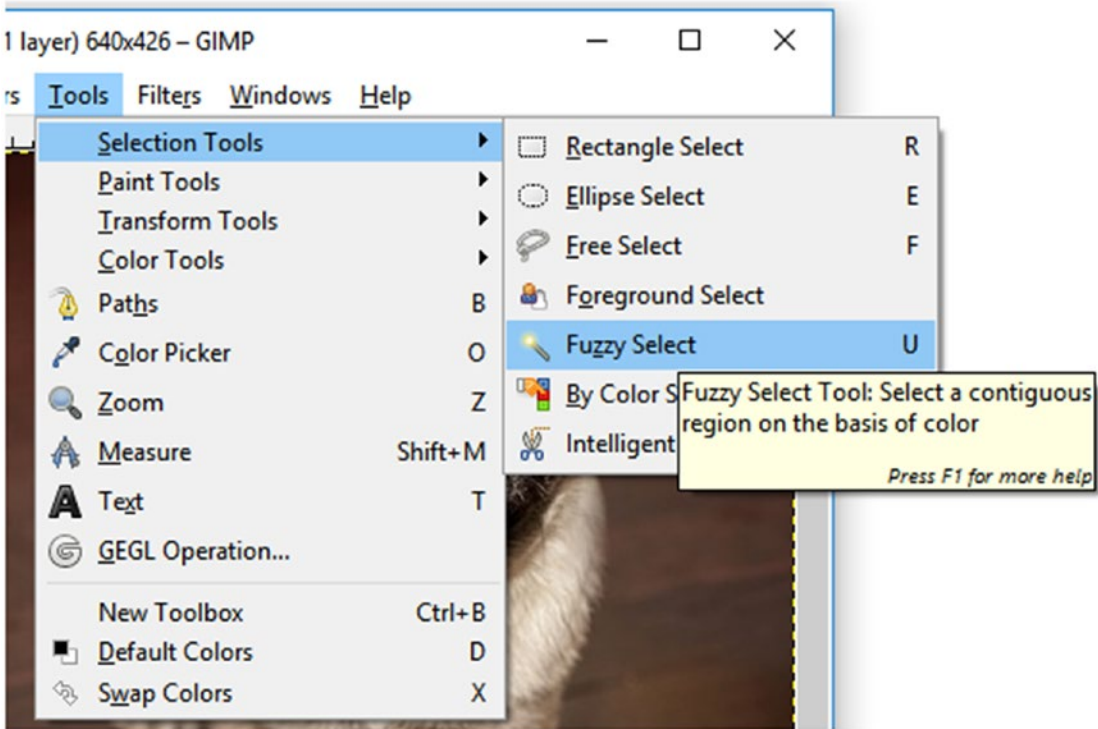 1 layer) 640x426 – GIMP
rs Tools Filters Windows Help
Selection Tools
Paint Tools
Transform Tools
Color Tools
Paths B
Color Picker O
Zoom Z
Measure Shift+M
Text T
GEGL Operation...
New Toolbox Ctrl+B
Default Colors D
Swap Colors X
Rectangle Select R
Ellipse Select E
Free Select F
Foreground Select
Fuzzy Select U
By Color S
Intelligent
Fuzzy Select Tool: Select a contiguous
region on the basis of color
Press F1 for more help